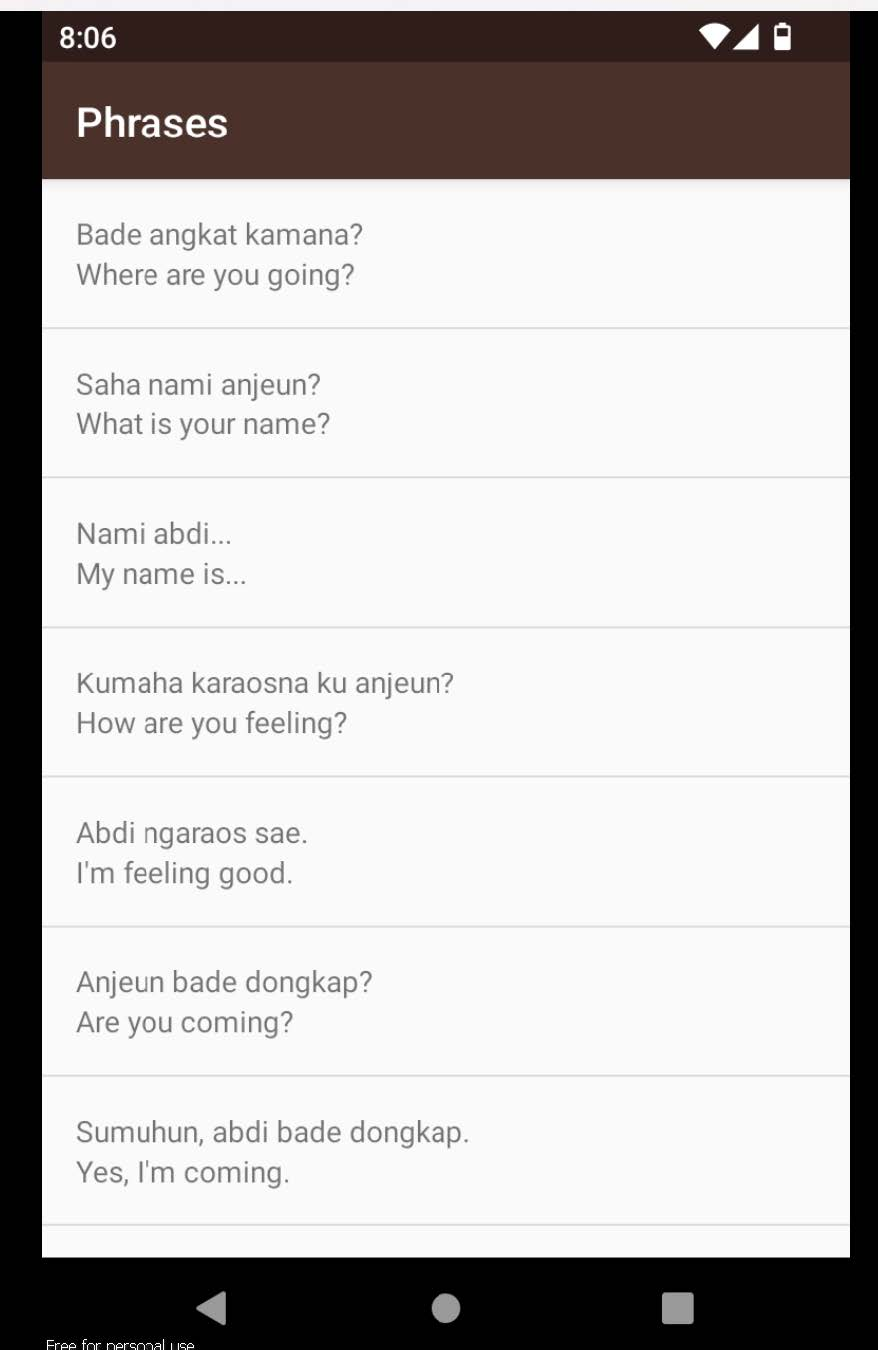 8:06
Phrases
Bade angkat kamana?
Where are you going?
Saha nami anjeun?
What is your name?
Nami abdi...
My name is...
Kumaha karaosna ku anjeun?
How are you feeling?
Abdi ngaraos sae.
I'm feeling good.
Anjeun bade dongkap?
Are you coming?
Sumuhun, abdi bade dongkap.
Yes, I'm coming.
Free for personal use